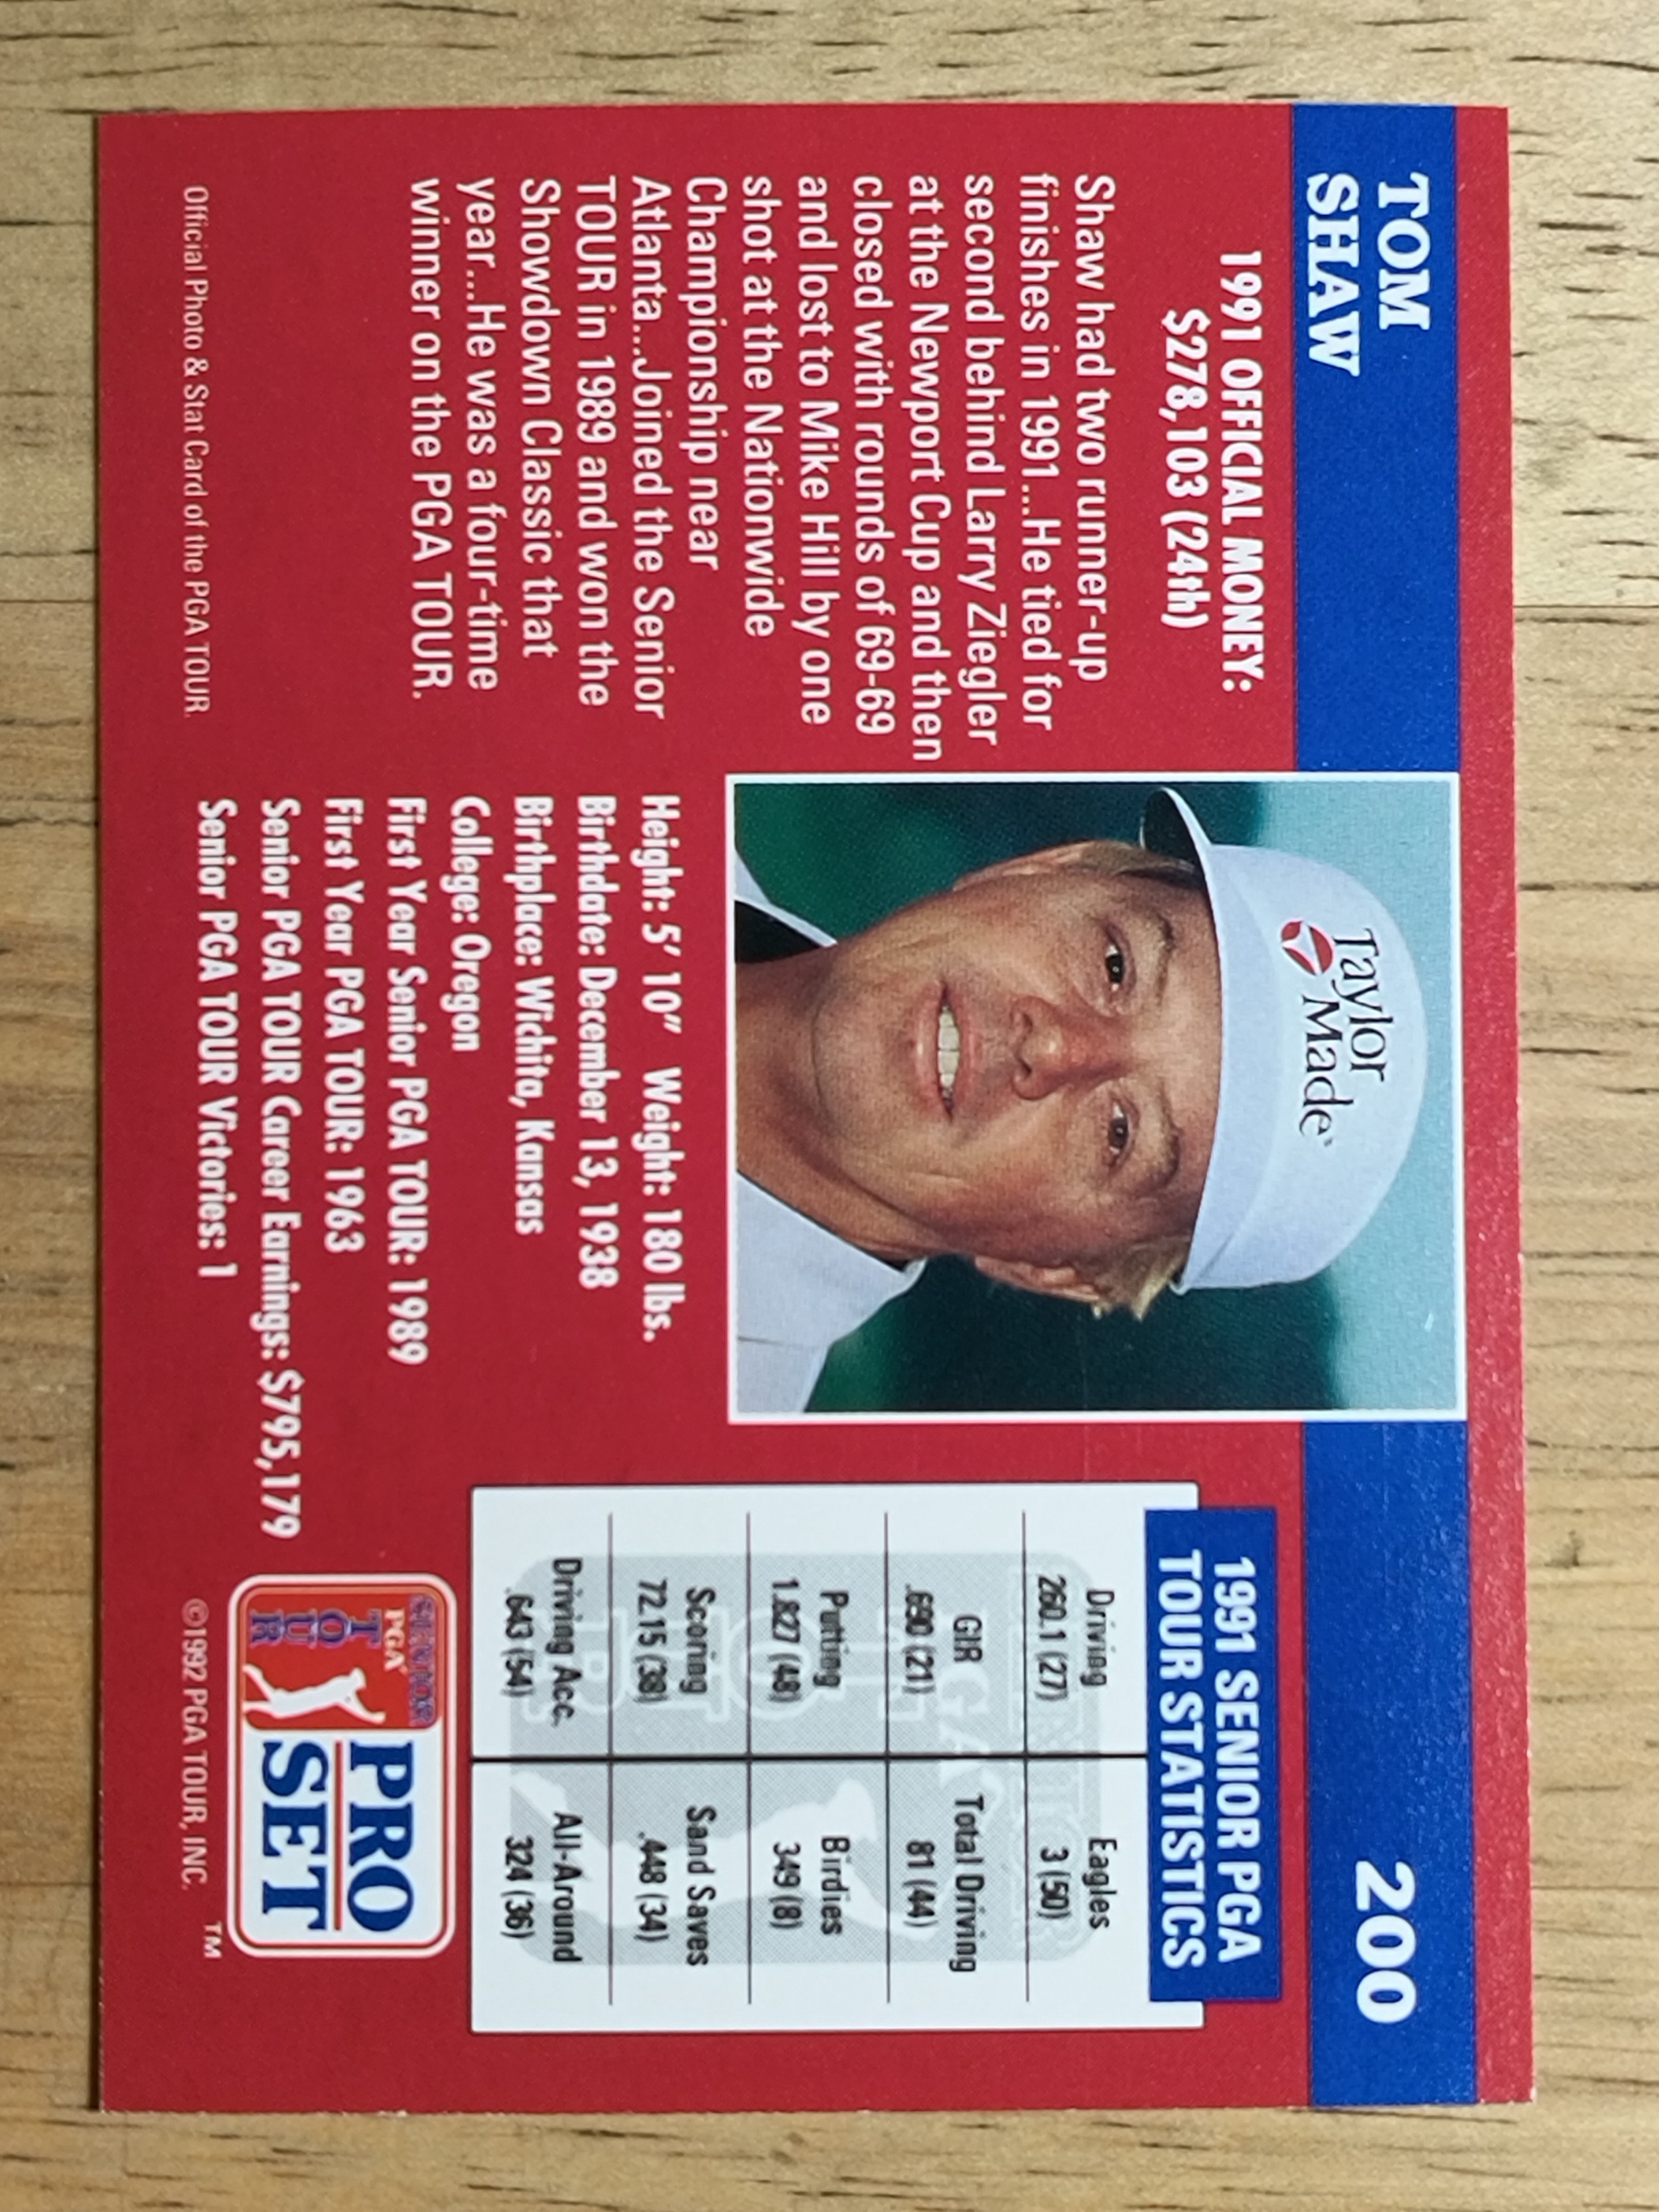 TOM
SHAW
200
1991 OFFICIAL MONEY:
$278,103 (24th)
Shaw had two runner-up
finishes in 1991...He tied for
second behind Larry Ziegler
at the Newport Cup and then
closed with rounds of 69-69
and lost to Mike Hill by one
shot at the Nationwide
Championship near
Atlanta...Joined the Senior
TOUR in 1989 and won the
Showdown Classic that
year...He was a four-time
winner on the PGA TOUR.
Official Photo & Stat Card of the PGA TOUR.
Taylor Made
Height: 5' 10" Weight: 180 lbs.
Birthdate: December 13, 1938
Birthplace: Wichita, Kansas
College: Oregon
First Year Senior PGA TOUR: 1989
First Year PGA TOUR: 1963
Senior PGA TOUR Career Earnings: $795,179
Senior PGA TOUR Victories: 1
1991 SENIOR PGA
TOUR STATISTICS
Driving Eagles
260.1 (27) 3 (50)
GIR Total Driving
.690 (21) 81 (44)
Putting Birdies
1.827 (48) 349 (8)
Scoring Sand Saves
72.15 (38) .448 (34)
Driving Acc. All-Around
.643 (54) 324 (36)
SENIOR
PGA
TOUR
PRO
SET
TM
©1992 PGA TOUR, INC.